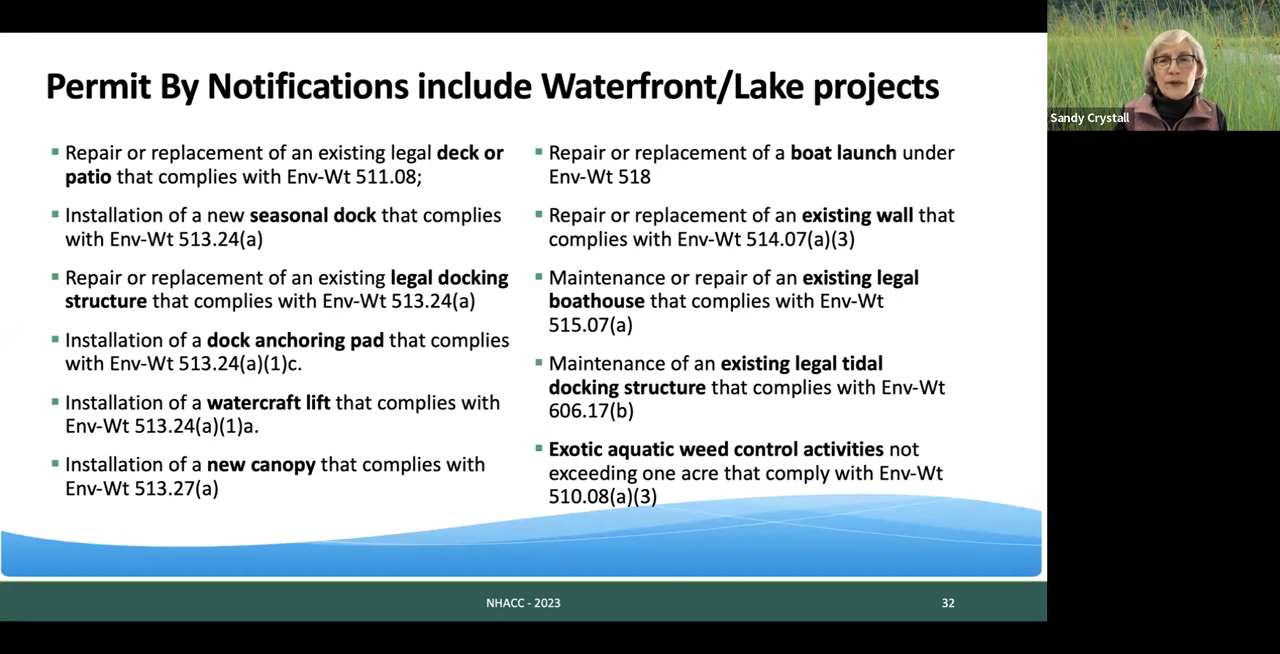 Permit By Notifications include Waterfront/Lake projects
Repair or replacement of an existing legal deck or
patio that complies with Env-Wt 511.08;
Installation of a new seasonal dock that complies
with Env-Wt 513.24(a)
Repair or replacement of an existing legal docking
structure that complies with Env-Wt 513.24(a)
Installation of a dock anchoring pad that complies
with Env-Wt 513.24(a)(1)c.
Installation of a watercraft lift that complies with
Env-Wt 513.24(a)(1)a.
Installation of a new canopy that complies with
Env-Wt 513.27(a)
Repair or replacement of a boat launch under
Env-Wt 518
Repair or replacement of an existing wall that
complies with Env-Wt 514.07(a)(3)
Maintenance or repair of an existing legal
boathouse that complies with Env-Wt
515.07(a)
Maintenance of an existing legal tidal
docking structure that complies with Env-Wt
606.17(b)
Exotic aquatic weed control activities not
exceeding one acre that comply with Env-Wt
510.08(a)(3)
NHACC - 2023
32
Sandy Crystall